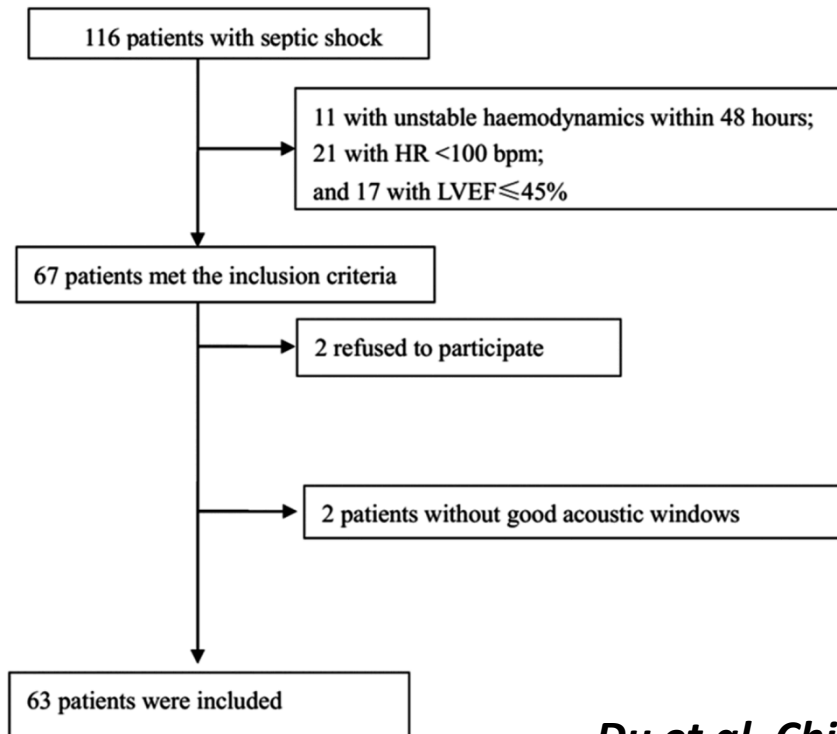 116 patients with septic shock
11 with unstable haemodynamics within 48 hours;
21 with HR <100 bpm;
and 17 with LVEF≤45%
67 patients met the inclusion criteria
2 refused to participate
2 patients without good acoustic windows
63 patients were included
Du et al. Chi